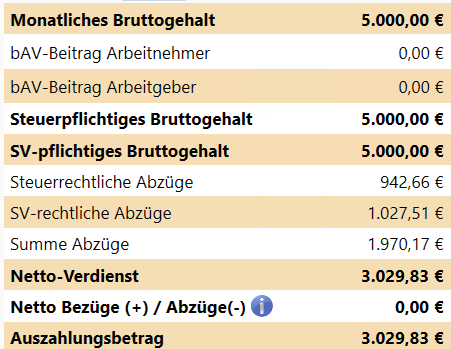 Monatliches Bruttogehalt 5.000,00 €
bAV-Beitrag Arbeitnehmer 0,00 €
bAV-Beitrag Arbeitgeber 0,00 €
Steuerpflichtiges Bruttogehalt 5.000,00 €
SV-pflichtiges Bruttogehalt 5.000,00 €
Steuerrechtliche Abzüge 942,66 €
SV-rechtliche Abzüge 1.027,51 €
Summe Abzüge 1.970,17 €
Netto-Verdienst 3.029,83 €
Netto Bezüge (+) / Abzüge(-) i 0,00 €
Auszahlungsbetrag 3.029,83 €